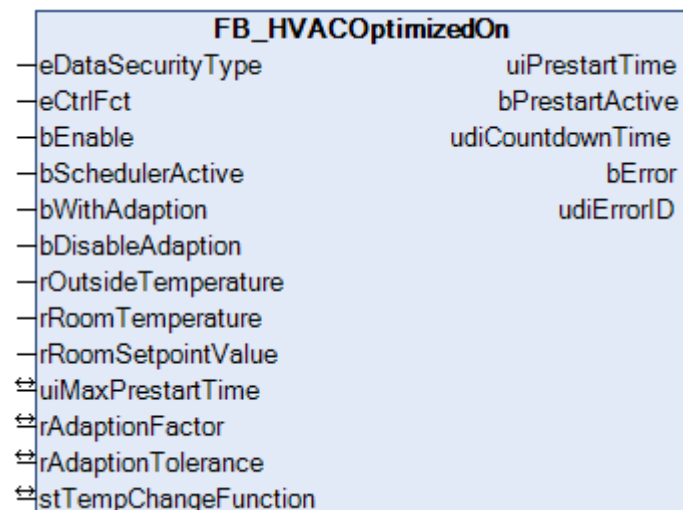 FB_HVACOptimizedOn
eDataSecurityType uiPrestartTime
eCtrlFct bPrestartActive
bEnable udiCountdownTime
bSchedulerActive bError
bWithAdaption udiErrorID
bDisableAdaption
rOutsideTemperature
rRoomTemperature
rRoomSetpointValue
uiMaxPrestartTime
rAdaptionFactor
rAdaptionTolerance
stTempChangeFunction